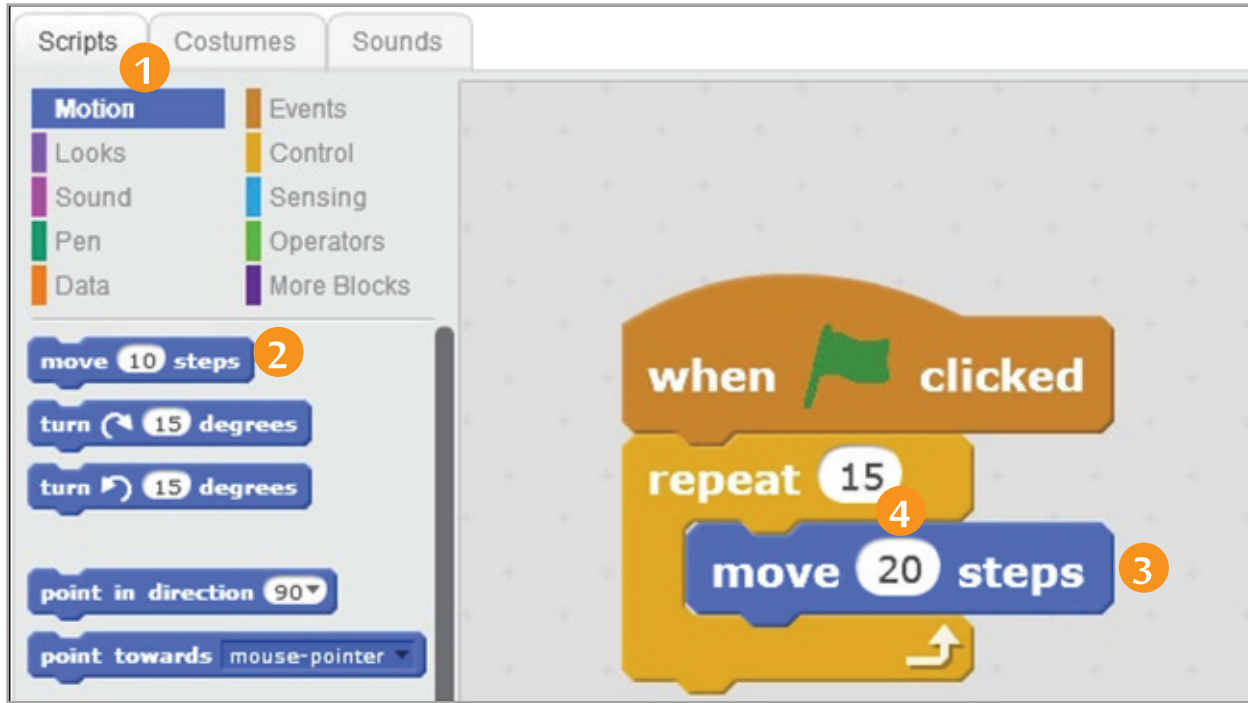 Scripts Costumes Sounds
1
Motion Events
Looks Control
Sound Sensing
Pen Operators
Data More Blocks
move 10 steps 2
turn 15 degrees
turn 15 degrees
point in direction 90
point towards mouse-pointer
when clicked
repeat 15
4
move 20 steps 3